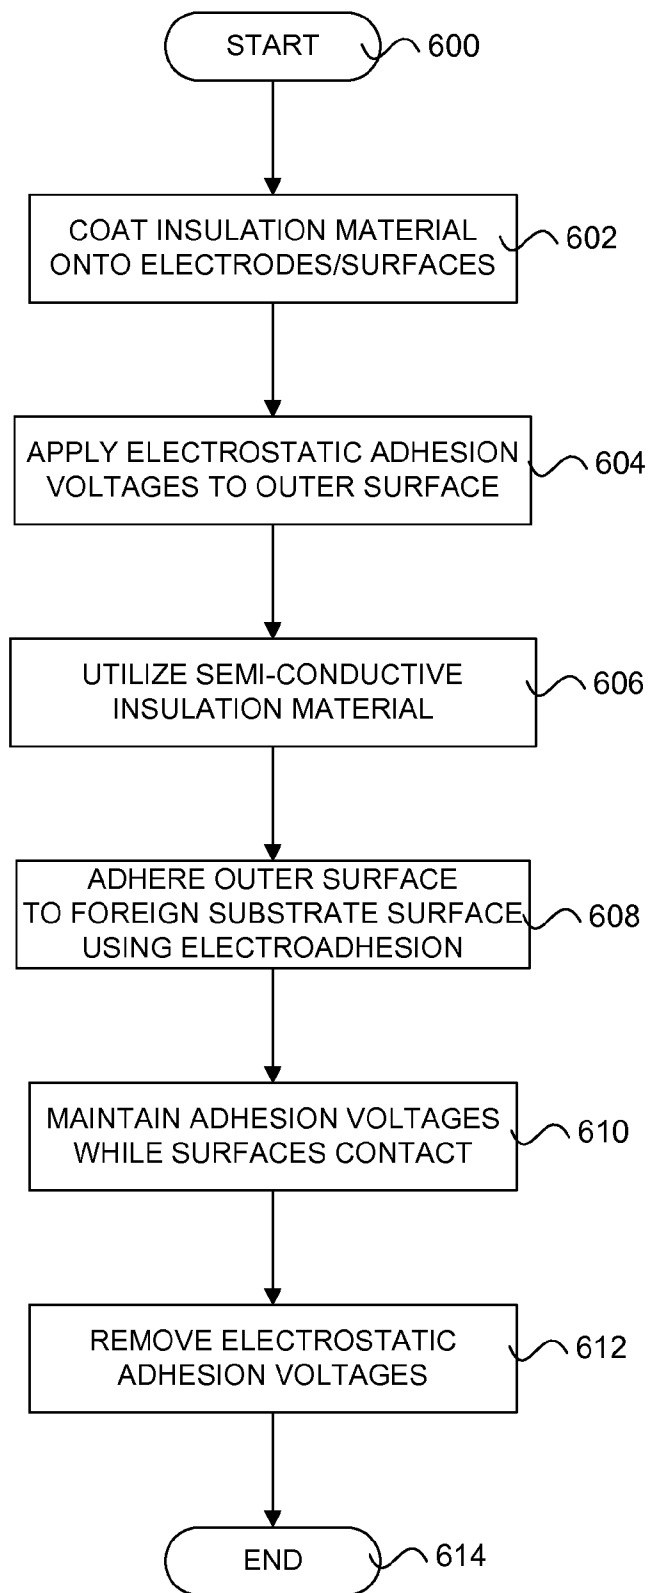 START
600
COAT INSULATION MATERIAL
ONTO ELECTRODES/SURFACES
602
APPLY ELECTROSTATIC ADHESION
VOLTAGES TO OUTER SURFACE
604
UTILIZE SEMI-CONDUCTIVE
INSULATION MATERIAL
606
ADHERE OUTER SURFACE
TO FOREIGN SUBSTRATE SURFACE
USING ELECTROADHESION
608
MAINTAIN ADHESION VOLTAGES
WHILE SURFACES CONTACT
610
REMOVE ELECTROSTATIC
ADHESION VOLTAGES
612
END
614